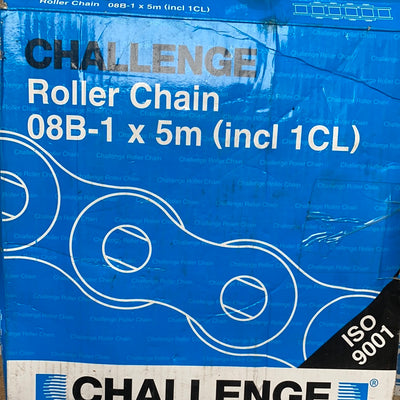 Roller Chain 08B-1 x 5m (incl 1CL)
CHALLENGE
Roller Chain
08B-1 x 5m (incl 1CL)
ISO
9001
CHALLENGE ®